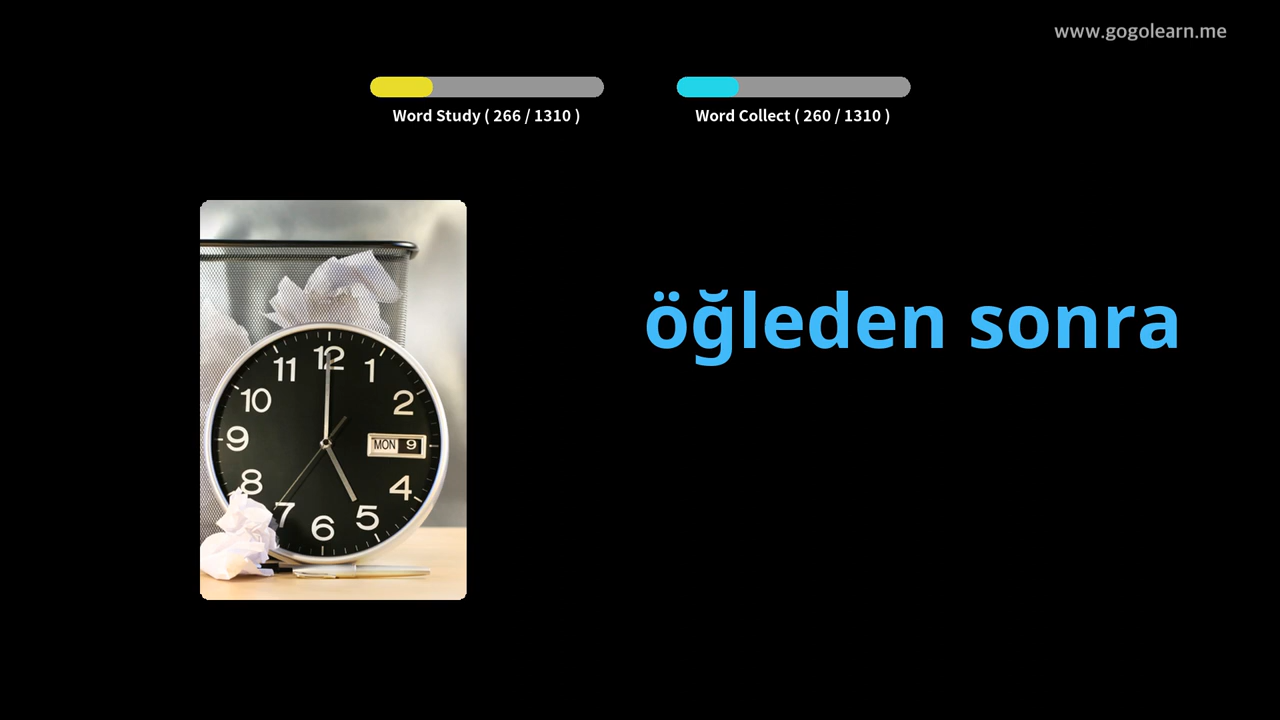 www.gogolearn.me
Word Study ( 266 / 1310 )
Word Collect ( 260 / 1310 )
öğleden sonra
12
11
1
10
2
9
MON 9
8
4
7
5
6